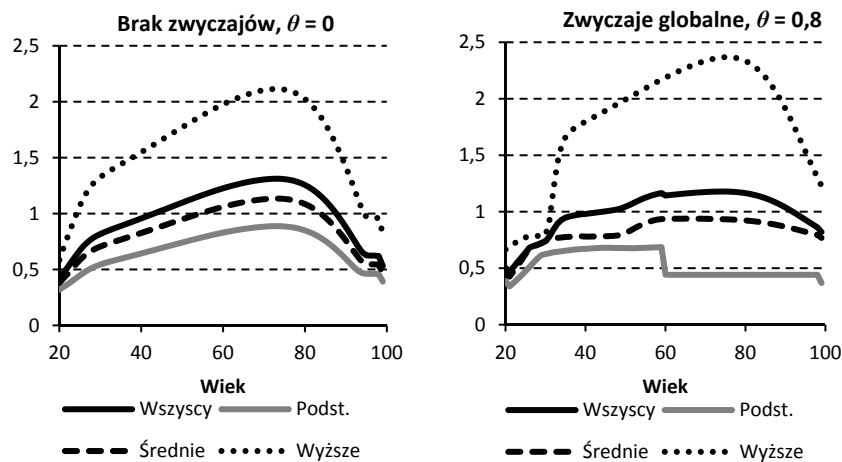 Brak zwyczajów, θ = 0
2,5
2
1,5
1
0,5
0
20 40 60 80 100
Wiek
Wszyscy Podst.
Średnie Wyższe
Zwyczaje globalne, θ = 0,8
2,5
2
1,5
1
0,5
0
20 40 60 80 100
Wiek
Wszyscy Podst.
Średnie Wyższe